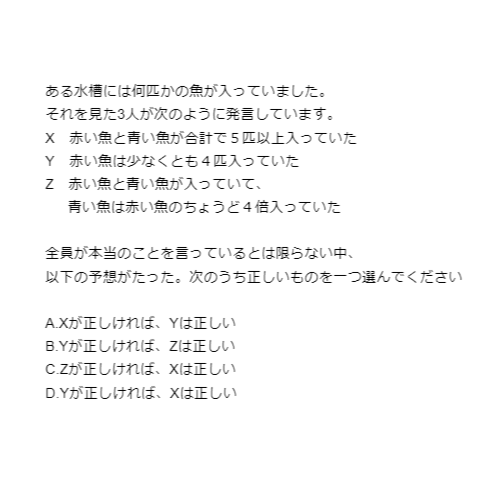 ある水槽には何匹かの魚が入っていました。
それを見た3人が次のように発言しています。
X　赤い魚と青い魚が合計で５匹以上入っていた
Y　赤い魚は少なくとも４匹入っていた
Z　赤い魚と青い魚が入っていて、
青い魚は赤い魚のちょうど４倍入っていた
全員が本当のことを言っているとは限らない中、
以下の予想がたった。次のうち正しいものを一つ選んでください
A.Xが正しければ、Yは正しい
B.Yが正しければ、Zは正しい
C.Zが正しければ、Xは正しい
D.Yが正しければ、Xは正しい